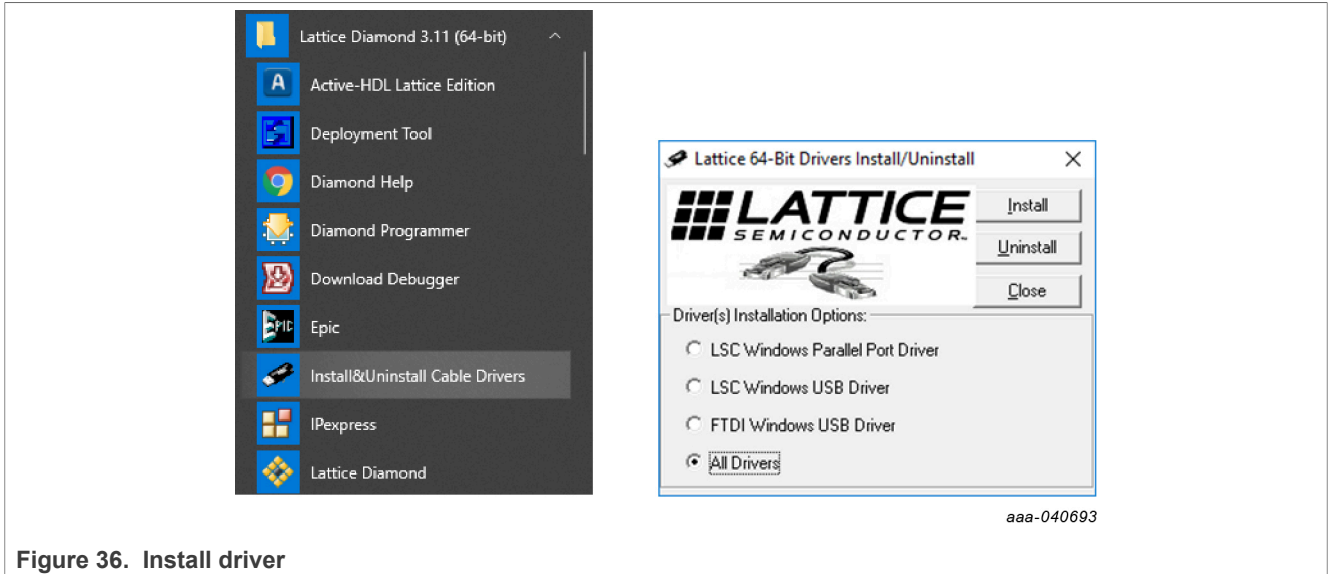 Lattice Diamond 3.11 (64-bit)
A
Active-HDL Lattice Edition
Deployment Tool
Diamond Help
Diamond Programmer
Download Debugger
EPIC
Epic
Install&Uninstall Cable Drivers
IPexpress
Lattice Diamond
Lattice 64-Bit Drivers Install/Uninstall
LATTICE
SEMICONDUCTOR™
Install
Uninstall
Close
Driver(s) Installation Options:
LSC Windows Parallel Port Driver
LSC Windows USB Driver
FTDI Windows USB Driver
All Drivers
aaa-040693
Figure 36. Install driver